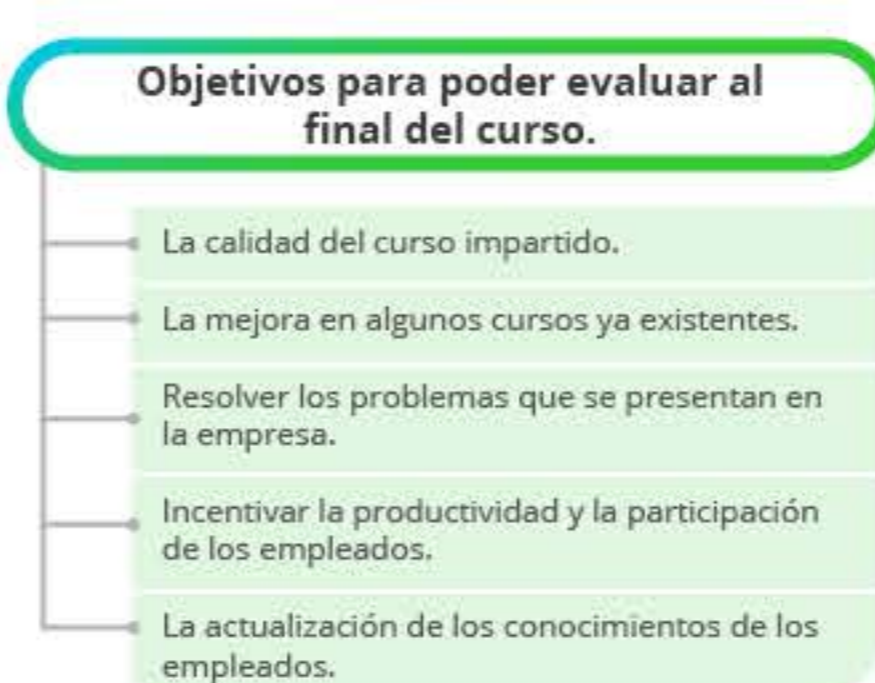 Objetivos para poder evaluar al
final del curso.
La calidad del curso impartido.
La mejora en algunos cursos ya existentes.
Resolver los problemas que se presentan en
la empresa.
Incentivar la productividad y la participación
de los empleados.
La actualización de los conocimientos de los
empleados.